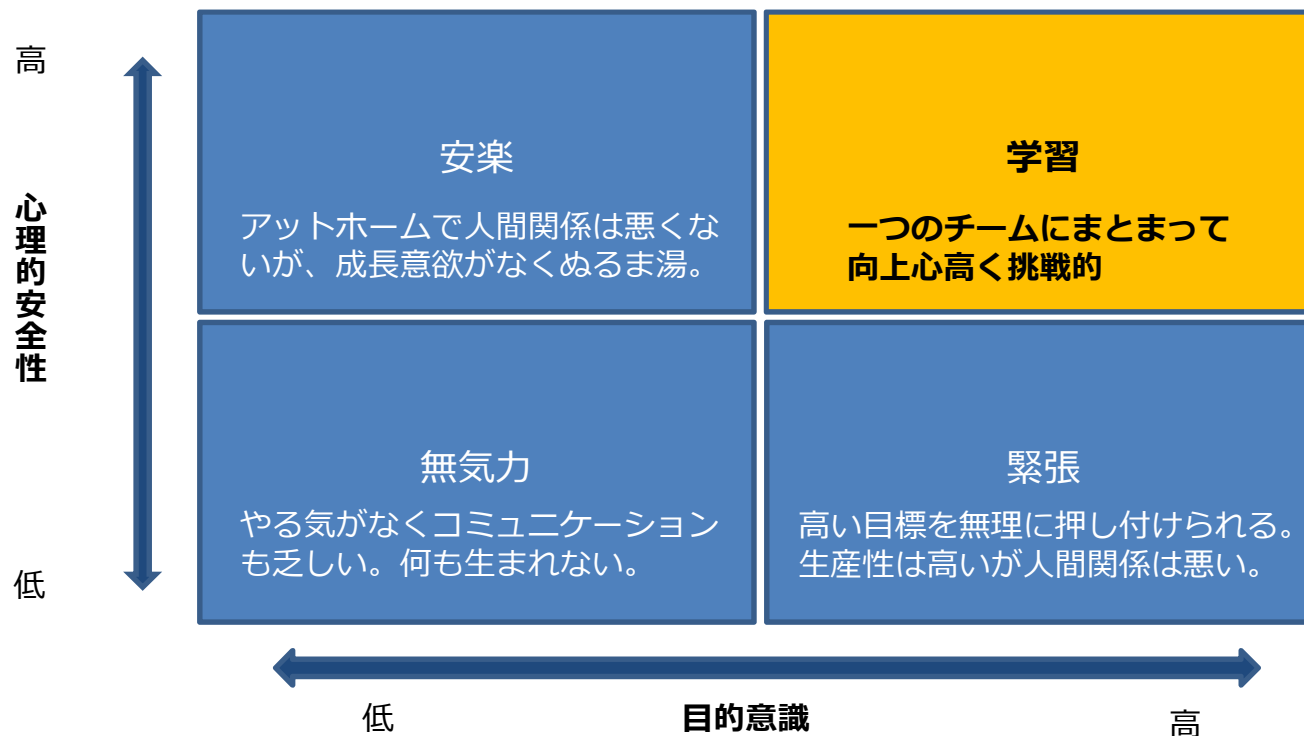 高
心理的安全性
低
安楽
アットホームで人間関係は悪くな
いが、成長意欲がなくぬるま湯。
学習
一つのチームにまとまって
向上心高く挑戦的
無気力
やる気がなくコミュニケーション
も乏しい。何も生まれない。
緊張
高い目標を無理に押し付けられる。
生産性は高いが人間関係は悪い。
低
目的意識
高